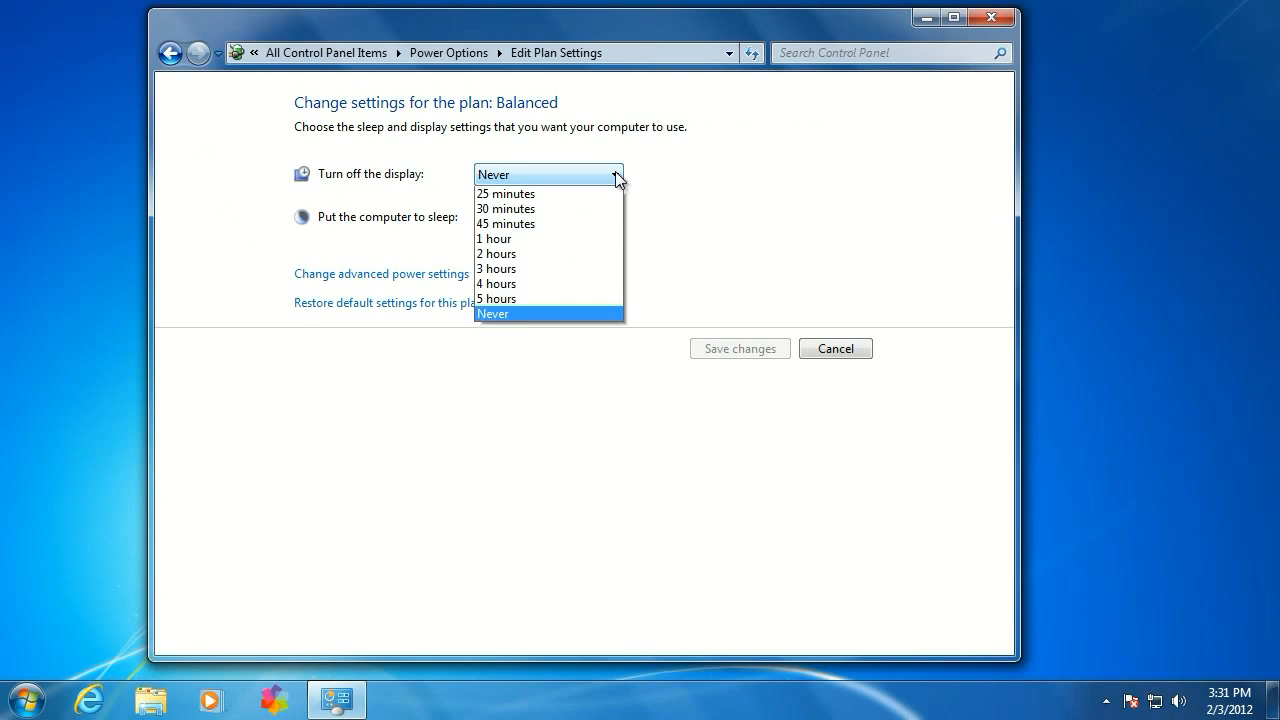 « All Control Panel Items Power Options Edit Plan Settings
Search Control Panel
Change settings for the plan: Balanced
Choose the sleep and display settings that you want your computer to use.
Turn off the display: Never
25 minutes
30 minutes
45 minutes
1 hour
2 hours
3 hours
4 hours
5 hours
Never
Put the computer to sleep:
Change advanced power settings
Restore default settings for this pla
Save changes
Cancel
3:31 PM
2/3/2012